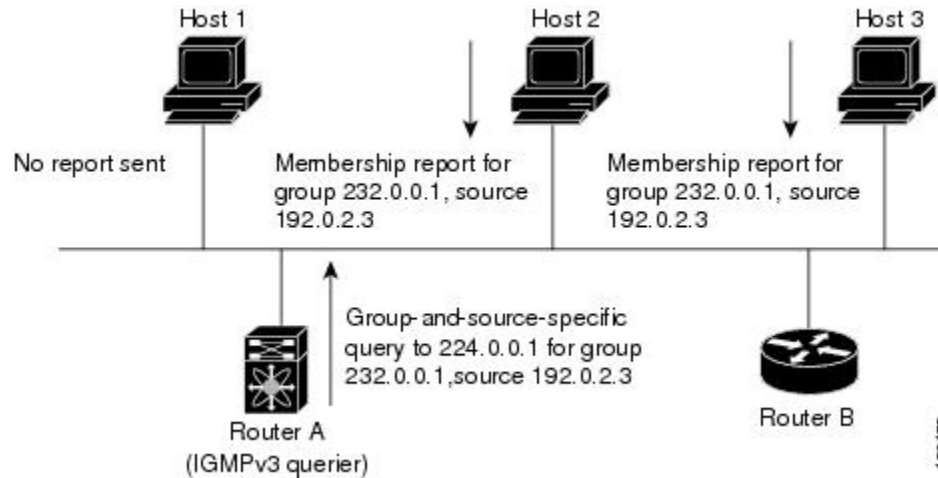 Host 1
Host 2
Host 3
No report sent
Membership report for
group 232.0.0.1, source
192.0.2.3
Membership report for
group 232.0.0.1, source
192.0.2.3
Group-and-source-specific
query to 224.0.0.1 for group
232.0.0.1,source 192.0.2.3
Router A
(IGMPv3 querier)
Router B